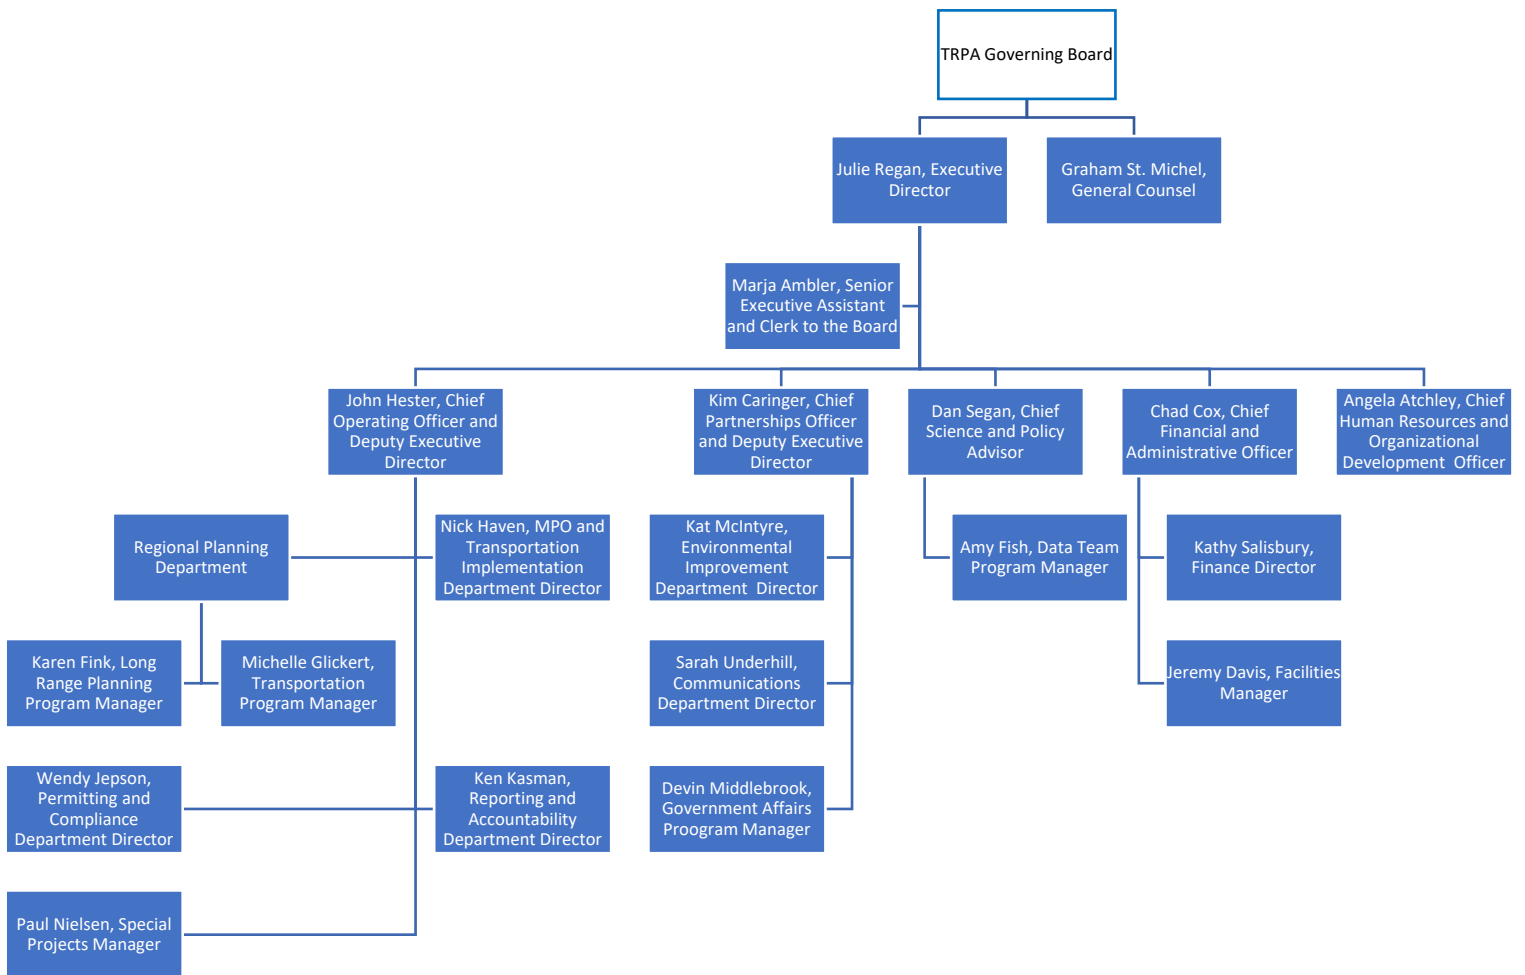 TRPA Governing Board
Julie Regan, Executive
Director
Graham St. Michel,
General Counsel
Marja Ambler, Senior
Executive Assistant
and Clerk to the Board
John Hester, Chief
Operating Officer and
Deputy Executive
Director
Kim Caringer, Chief
Partnerships Officer
and Deputy Executive
Director
Dan Segan, Chief
Science and Policy
Advisor
Chad Cox, Chief
Financial and
Administrative Officer
Angela Atchley, Chief
Human Resources and
Organizational
Development Officer
Regional Planning
Department
Nick Haven, MPO and
Transportation
Implementation
Department Director
Kat McIntyre,
Environmental
Improvement
Department Director
Amy Fish, Data Team
Program Manager
Kathy Salisbury,
Finance Director
Karen Fink, Long
Range Planning
Program Manager
Michelle Glickert,
Transportation
Program Manager
Sarah Underhill,
Communications
Department Director
Jeremy Davis, Facilities
Manager
Wendy Jepson,
Permitting and
Compliance
Department Director
Ken Kasman,
Reporting and
Accountability
Department Director
Devin Middlebrook,
Government Affairs
Proogram Manager
Paul Nielsen, Special
Projects Manager